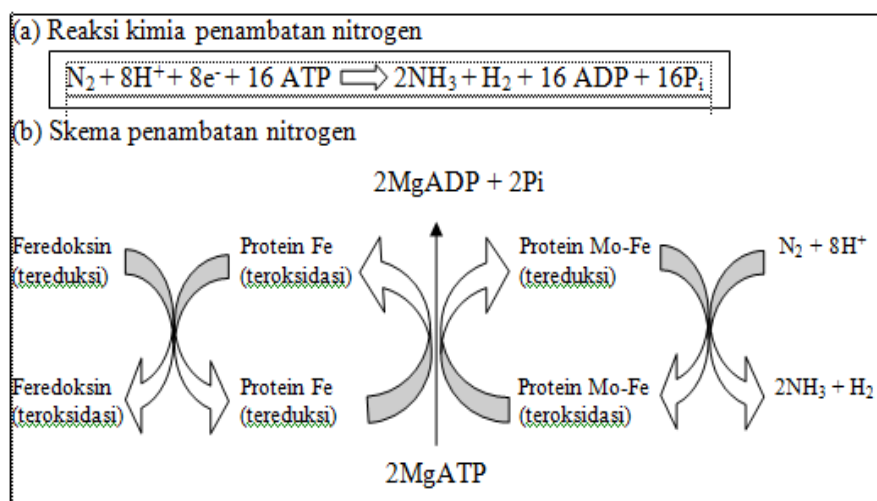 (a) Reaksi kimia penambatan nitrogen
N₂ + 8H⁺ + 8e⁻ + 16 ATP ⇨ 2NH₃ + H₂ + 16 ADP + 16Pᵢ
(b) Skema penambatan nitrogen
2MgADP + 2Pi
Feredoksin
(tereduksi)
Protein Fe
(teroksidasi)
Protein Mo-Fe
(tereduksi)
N₂ + 8H⁺
Feredoksin
(teroksidasi)
Protein Fe
(tereduksi)
Protein Mo-Fe
(teroksidasi)
2NH₃ + H₂
2MgATP